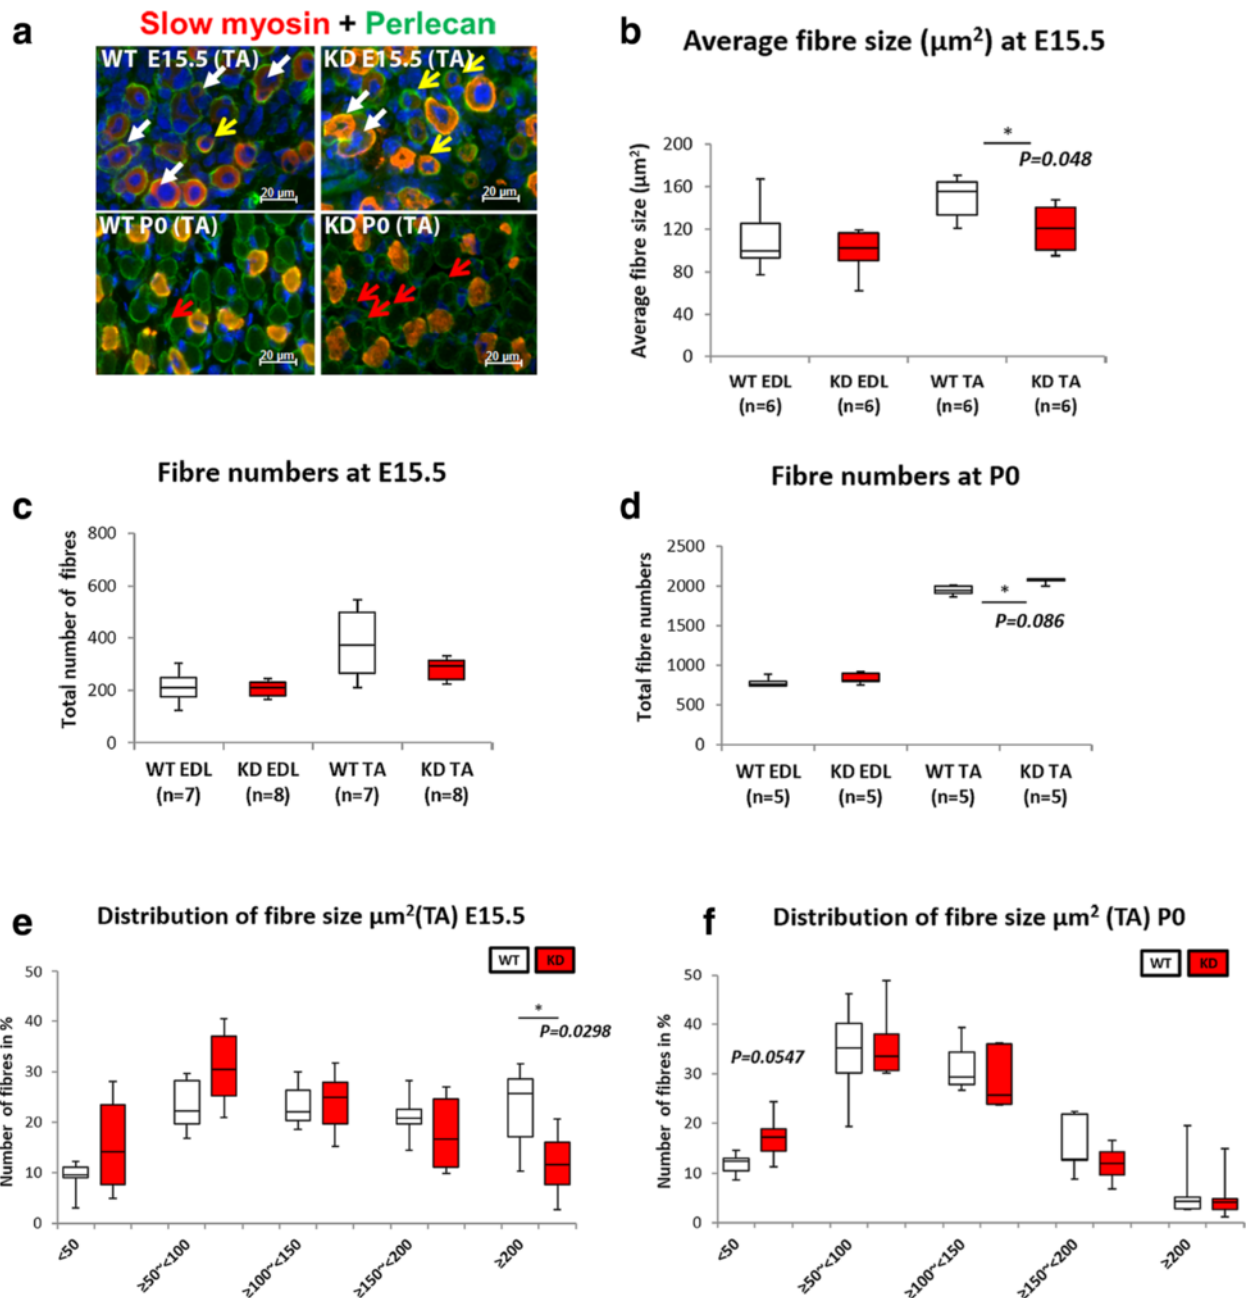 a
Slow myosin + Perlecan
WT E15.5 (TA)
KD E15.5 (TA)
20 µm
20 µm
WT P0 (TA)
KD P0 (TA)
20 µm
20 µm
b
Average fibre size (µm²) at E15.5
Average fibre size (µm²)
200
160
120
80
40
0
*
P=0.048
WT EDL
(n=6)
KD EDL
(n=6)
WT TA
(n=6)
KD TA
(n=6)
c
Fibre numbers at E15.5
Total number of fibres
800
600
400
200
0
WT EDL
(n=7)
KD EDL
(n=8)
WT TA
(n=7)
KD TA
(n=8)
d
Fibre numbers at P0
Total fibre numbers
2500
2000
1500
1000
500
0
*
P=0.086
WT EDL
(n=5)
KD EDL
(n=5)
WT TA
(n=5)
KD TA
(n=5)
e
Distribution of fibre size µm²(TA) E15.5
WT
KD
Number of fibres in %
50
40
30
20
10
0
*
P=0.0298
<50
≥50~<100
≥100~<150
≥150~<200
≥200
f
Distribution of fibre size µm² (TA) P0
WT
KD
Number of fibres in %
50
40
30
20
10
0
P=0.0547
<50
≥50~<100
≥100~<150
≥150~<200
≥200